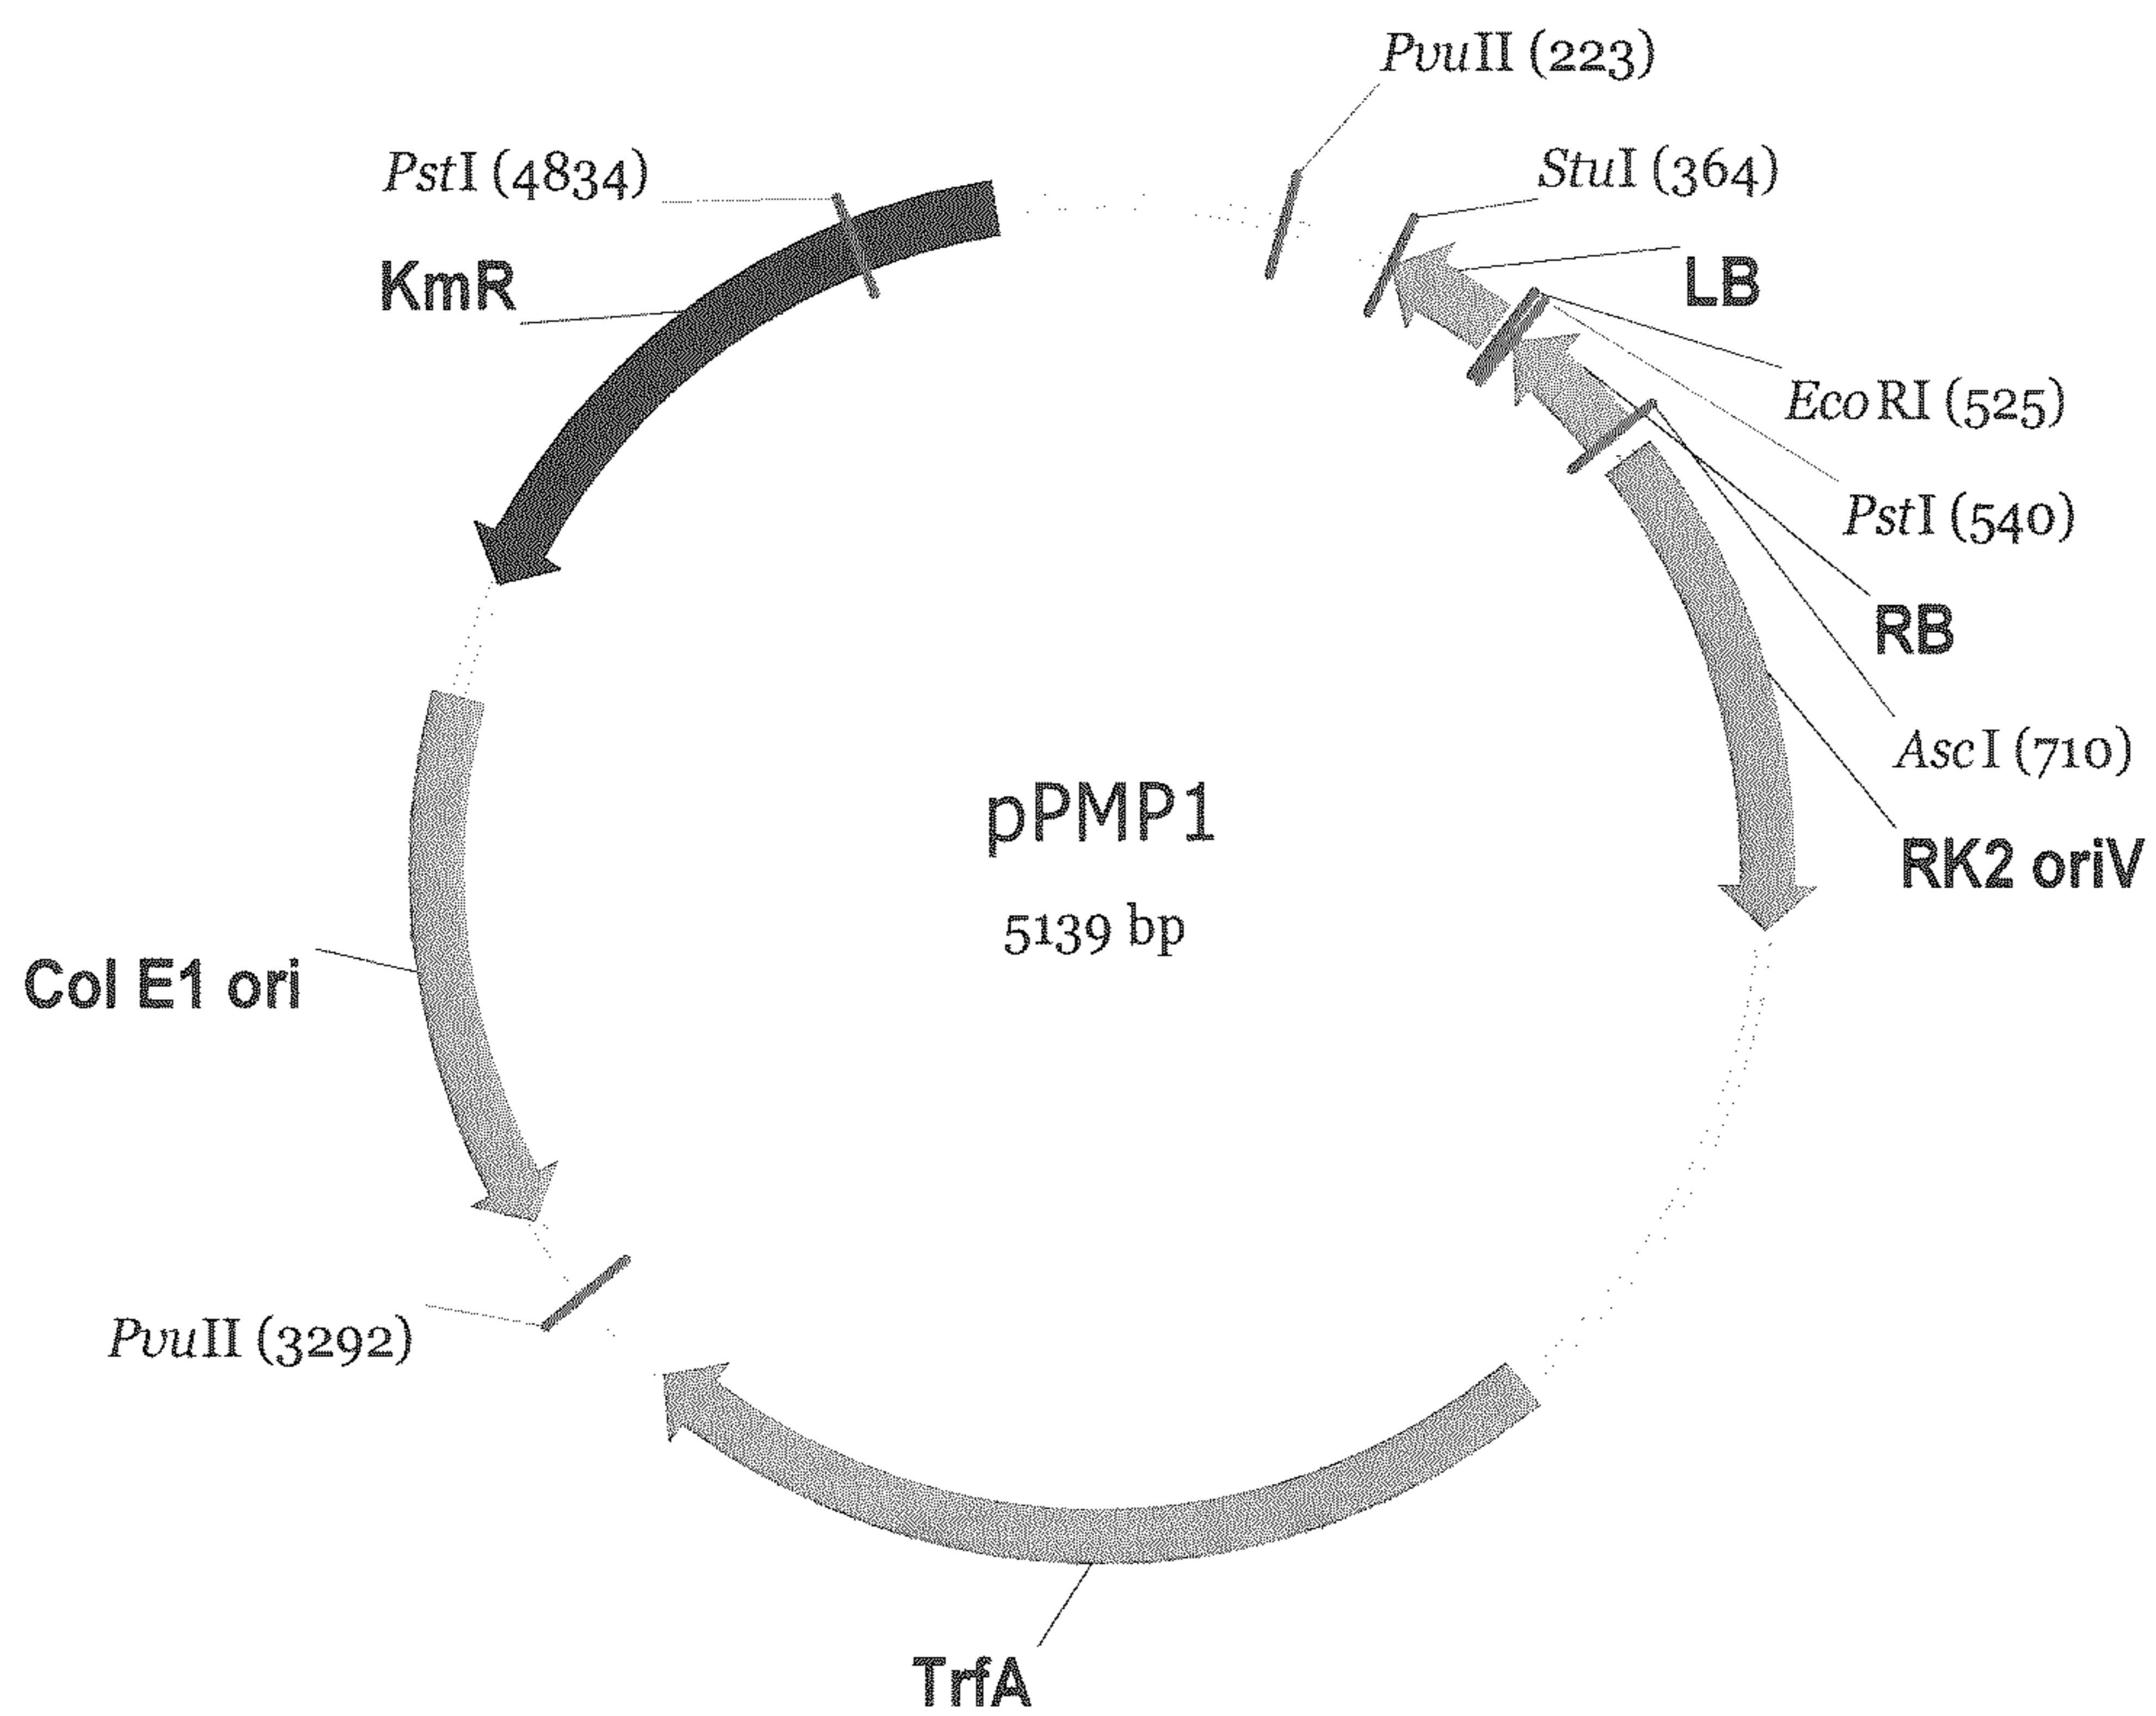 PvuII (223)
StuI (364)
PstI (4834)
KmR
LB
EcoRI (525)
PstI (540)
RB
AscI (710)
pPMP1
RK2 oriV
5139 bp
Col E1 ori
PvuII (3292)
TrfA